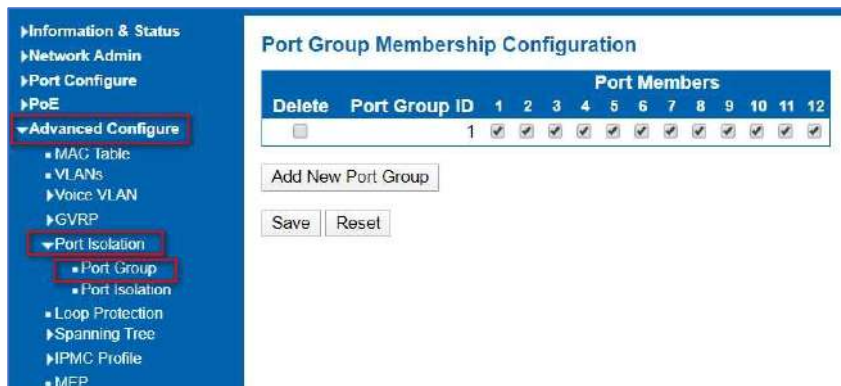 Information & Status
Network Admin
Port Configure
PoE
Advanced Configure
MAC Table
VLANs
Voice VLAN
GVRP
Port Isolation
Port Group
Port Isolation
Loop Protection
Spanning Tree
IPMC Profile
MEP
Port Group Membership Configuration
Port Members
Delete Port Group ID 1 2 3 4 5 6 7 8 9 10 11 12
1
Add New Port Group
Save Reset